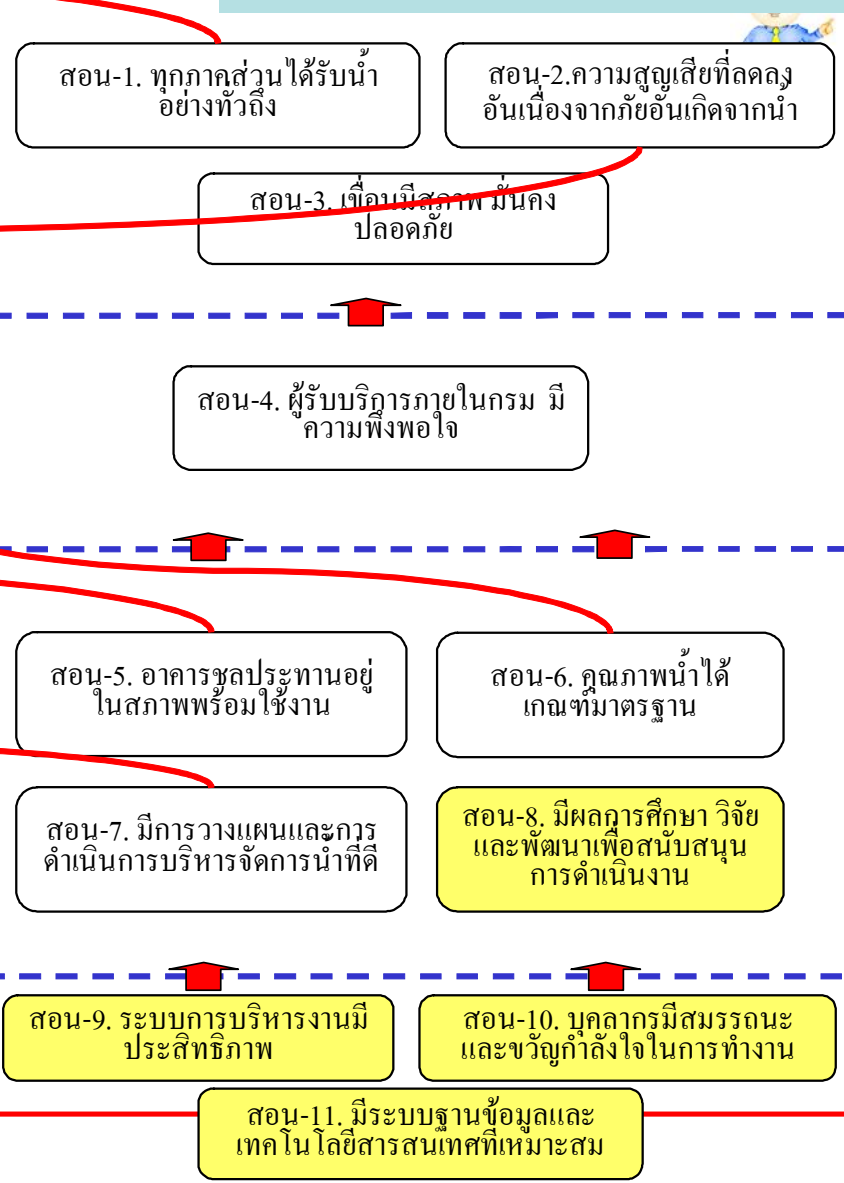 สอน-1. ทุกภาคส่วนได้รับน้ำ
อย่างทั่วถึง
สอน-2.ความสูญเสียที่ลดลง
อันเนื่องจากภัยอันเกิดจากน้ำ
สอน-3. เขื่อนมีสภาพ มั่นคง
ปลอดภัย
สอน-4. ผู้รับบริการภายในกรม มี
ความพึงพอใจ
สอน-5. อาคารชลประทานอยู่
ในสภาพพร้อมใช้งาน
สอน-6. คุณภาพน้ำได้
เกณฑ์มาตรฐาน
สอน-7. มีการวางแผนและการ
ดำเนินการบริหารจัดการน้ำที่ดี
สอน-8. มีผลการศึกษา วิจัย
และพัฒนาเพื่อสนับสนุน
การดำเนินงาน
สอน-9. ระบบการบริหารงานมี
ประสิทธิภาพ
สอน-10. บุคลากรมีสมรรถนะ
และขวัญกำลังใจในการทำงาน
สอน-11. มีระบบฐานข้อมูลและ
เทคโนโลยีสารสนเทศที่เหมาะสม